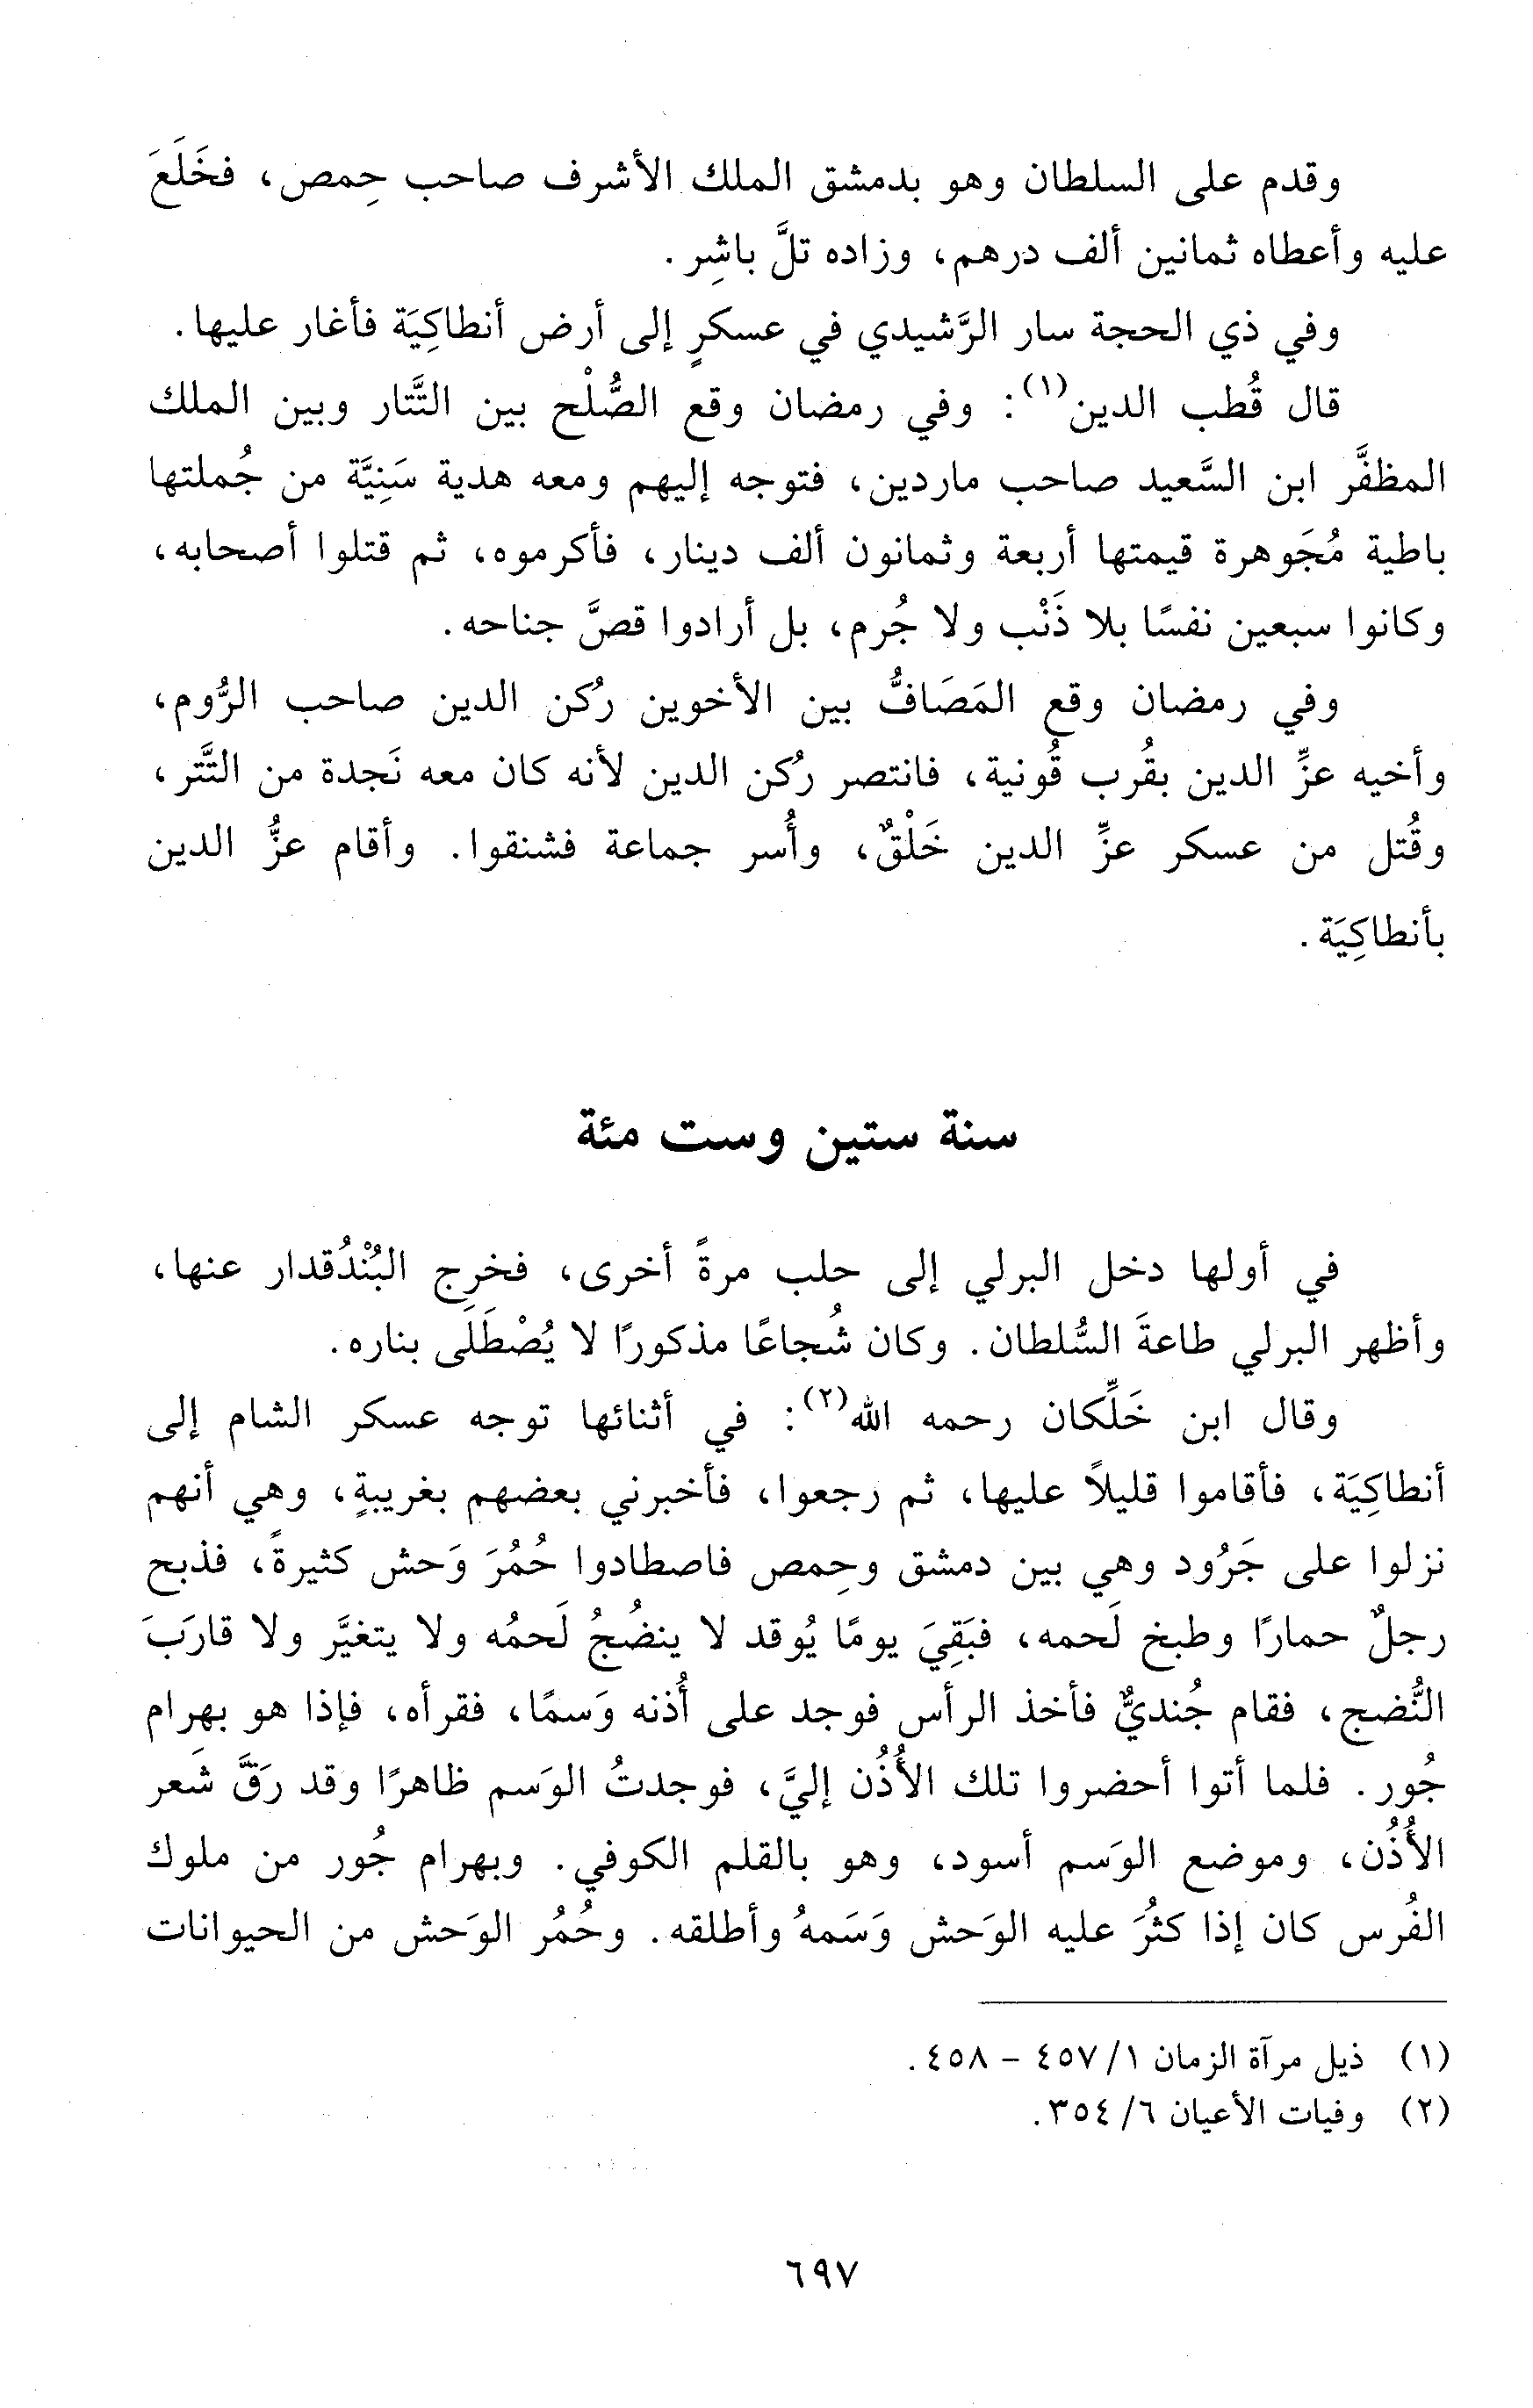 وقدم على السلطان وهو بدمشق الملك الأشرف صاحب حِمص، فخَلَعَ
عليه وأعطاه ثمانين ألف درهم، وزاده تلَّ باشِر.
وفي ذي الحجة سار الرَّشيدي في عسكرٍ إلى أرض أنطاكِيَة فأغار عليها.
قال قُطب الدين(١): وفي رمضان وقع الصُّلْح بين التَّتار وبين الملك
المظفَّر ابن السَّعيد صاحب ماردين، فتوجه إليهم ومعه هدية سَنِيَّة من جُملتها
باطية مُجَوهرة قيمتها أربعة وثمانون ألف دينار، فأكرموه، ثم قتلوا أصحابه،
وكانوا سبعين نفسًا بلا ذَنْب ولا جُرم، بل أرادوا قصَّ جناحه.
وفي رمضان وقع المَصَافُّ بين الأخوين رُكن الدين صاحب الرُّوم،
وأخيه عزِّ الدين بقُرب قُونية، فانتصر رُكن الدين لأنه كان معه نَجدة من التَّتر،
وقُتل من عسكر عزِّ الدين خَلْقٌ، وأُسر جماعة فشنقوا. وأقام عزُّ الدين
بأنطاكِيَة.
سنة ستين وست مئة
في أولها دخل البرلي إلى حلب مرةً أخرى، فخرج البُنْدُقدار عنها،
وأظهر البرلي طاعةَ السُّلطان. وكان شُجاعًا مذكورًا لا يُصْطَلَى بناره.
وقال ابن خَلِّكان رحمه الله(٢): في أثنائها توجه عسكر الشام إلى
أنطاكِيَة، فأقاموا قليلاً عليها، ثم رجعوا، فأخبرني بعضهم بغريبةٍ، وهي أنهم
نزلوا على جَرُود وهي بين دمشق وحِمص فاصطادوا حُمُرَ وَحش كثيرةً، فذبح
رجلٌ حمارًا وطبخ لَحمه، فبَقِيَ يومًا يُوقد لا ينضُجُ لَحمُه ولا يتغيَّر ولا قارَبَ
النُّضج، فقام جُنديٌّ فأخذ الرأس فوجد على أُذنه وَسمًا، فقرأه، فإذا هو بهرام
جُور. فلما أتوا أحضروا تلك الأُذُن إليَّ، فوجدتُ الوَسم ظاهرًا وقد رَقَّ شَعر
الأُذُن، وموضع الوَسم أسود، وهو بالقلم الكوفي. وبهرام جُور من ملوك
الفُرس كان إذا كثُرَ عليه الوَحش وَسَمهُ وأطلقه. وحُمُر الوَحش من الحيوانات
(١) ذيل مرآة الزمان ١/ ٤٥٧ - ٤٥٨.
(٢) وفيات الأعيان ٦/ ٣٥٤.
٦٩٧